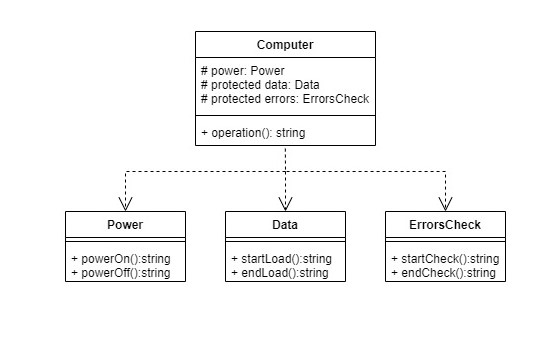 Computer
# power: Power
# protected data: Data
# protected errors: ErrorsCheck
+ operation(): string
Power
+ powerOn():string
+ powerOff():string
Data
+ startLoad():string
+ endLoad():string
ErrorsCheck
+ startCheck():string
+ endCheck():string